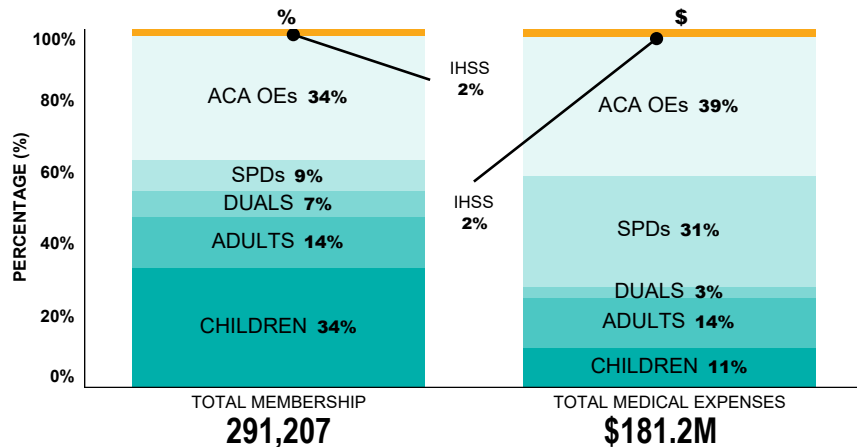 %
$
100%
80%
60%
40%
20%
0%
PERCENTAGE (%)
ACA OEs 34%
SPDs 9%
DUALS 7%
ADULTS 14%
CHILDREN 34%
IHSS
2%
IHSS
2%
ACA OEs 39%
SPDs 31%
DUALS 3%
ADULTS 14%
CHILDREN 11%
TOTAL MEMBERSHIP
291,207
TOTAL MEDICAL EXPENSES
$181.2M